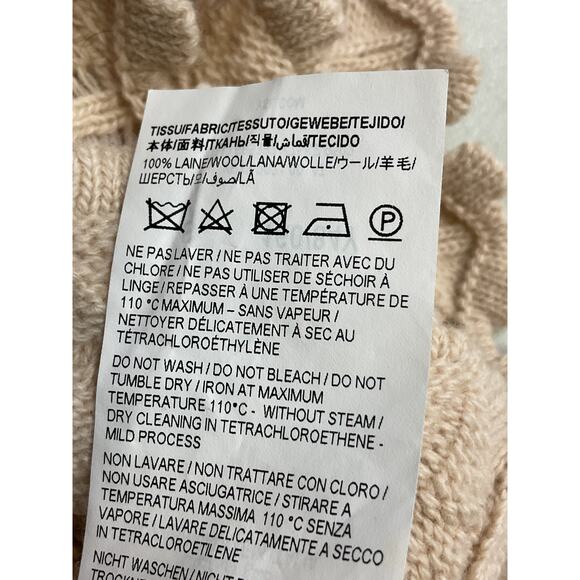 TISSU/FABRIC/TESSUTO/GEWEBE/TEJIDO/
本体/面料/ТКАНЬ/직물/قماش/TECIDO
100% LAINE/WOOL/LANA/WOLLE/ウール/羊毛/
ШЕРСТЬ/모/صوف/LÃ
P
NE PAS LAVER / NE PAS TRAITER AVEC DU
CHLORE / NE PAS UTILISER DE SÉCHOIR À
LINGE / REPASSER À UNE TEMPÉRATURE DE
110 °C MAXIMUM – SANS VAPEUR /
NETTOYER DÉLICATEMENT À SEC AU
TÉTRACHLOROÉTHYLÈNE
DO NOT WASH / DO NOT BLEACH / DO NOT
TUMBLE DRY / IRON AT MAXIMUM
TEMPERATURE 110°C - WITHOUT STEAM /
DRY CLEANING IN TETRACHLOROETHENE -
MILD PROCESS
NON LAVARE / NON TRATTARE CON CLORO /
NON USARE ASCIUGATRICE / STIRARE A
TEMPERATURA MASSIMA 110 °C SENZA
VAPORE / LAVARE DELICATAMENTE A SECCO
IN TETRACLOROETILENE
NICHT WASCHEN / NICHT